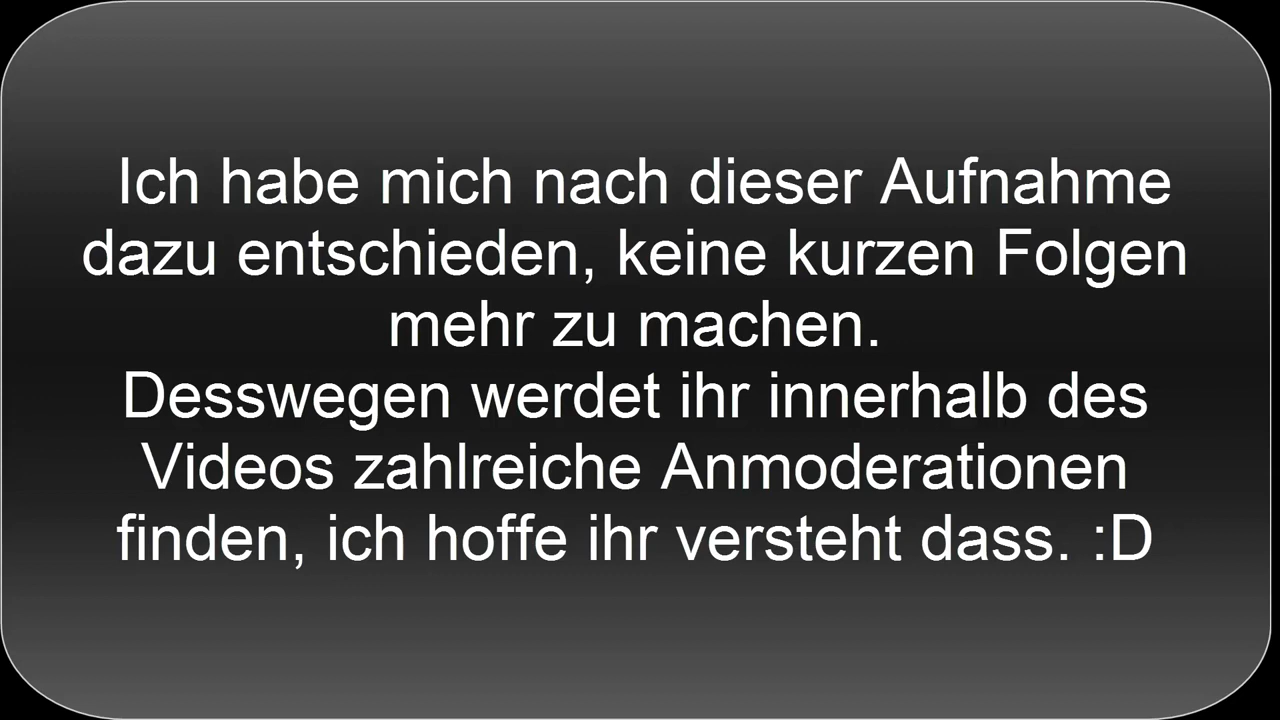 Ich habe mich nach dieser Aufnahme
dazu entschieden, keine kurzen Folgen
mehr zu machen.
Desswegen werdet ihr innerhalb des
Videos zahlreiche Anmoderationen
finden, ich hoffe ihr versteht dass. :D